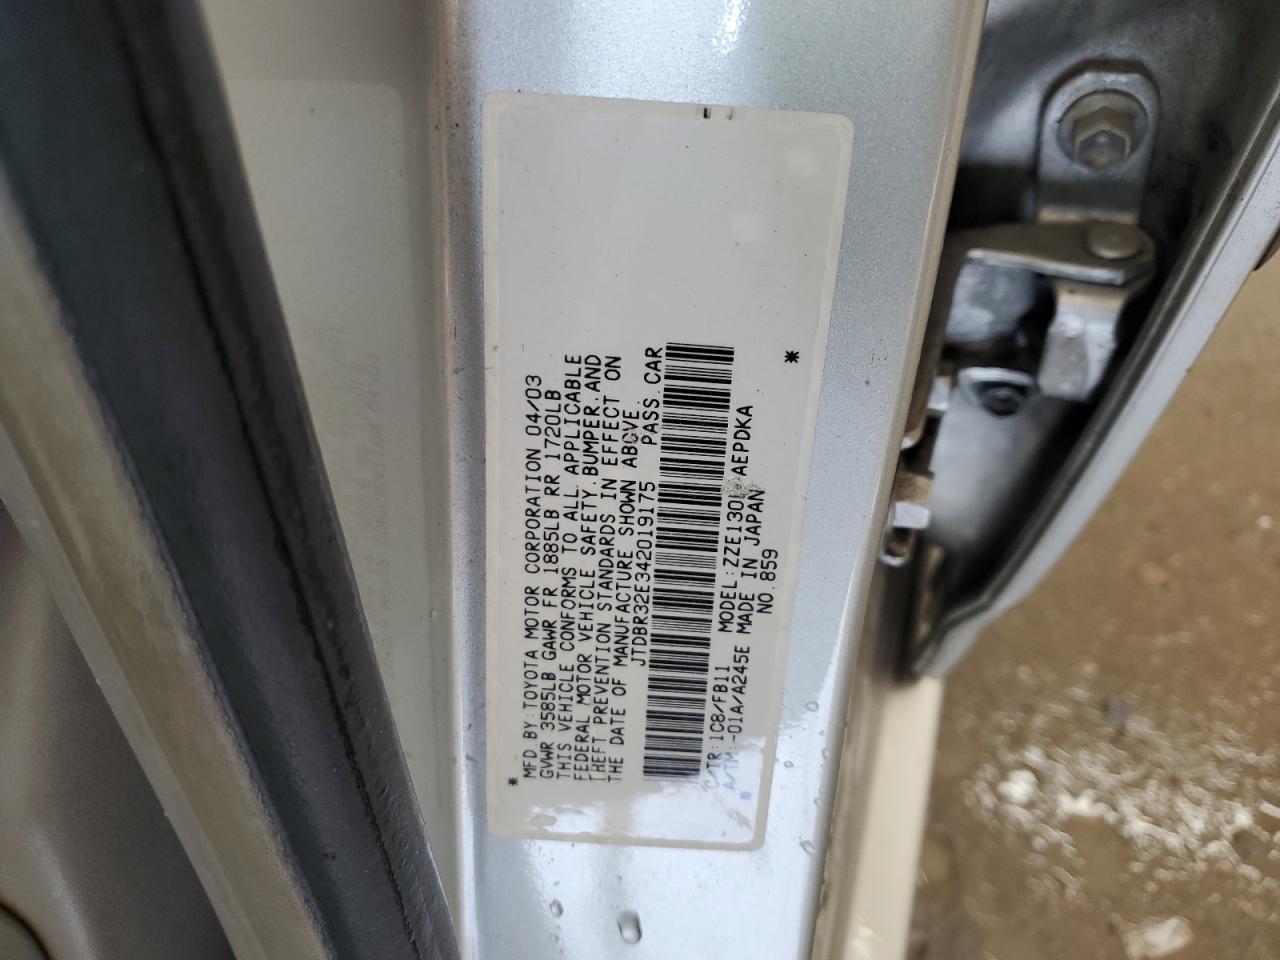 MFD BY:TOYOTA MOTOR CORPORATION 04/03
GVWR 3585LB GAWR FR 1885LB RR 1720LB
THIS VEHICLE CONFORMS TO ALL APPLICABLE
FEDERAL MOTOR VEHICLE SAFETY,BUMPER,AND
THEFT PREVENTION STANDARDS IN EFFECT ON
THE DATE OF MANUFACTURE SHOWN ABOVE.
JTDBR32E342019175 PASS.CAR
C/TR:1C8/FB11 MODEL:ZZE130 AEPDKA
A/TM:-01A/A245E MADE IN JAPAN
NO.859